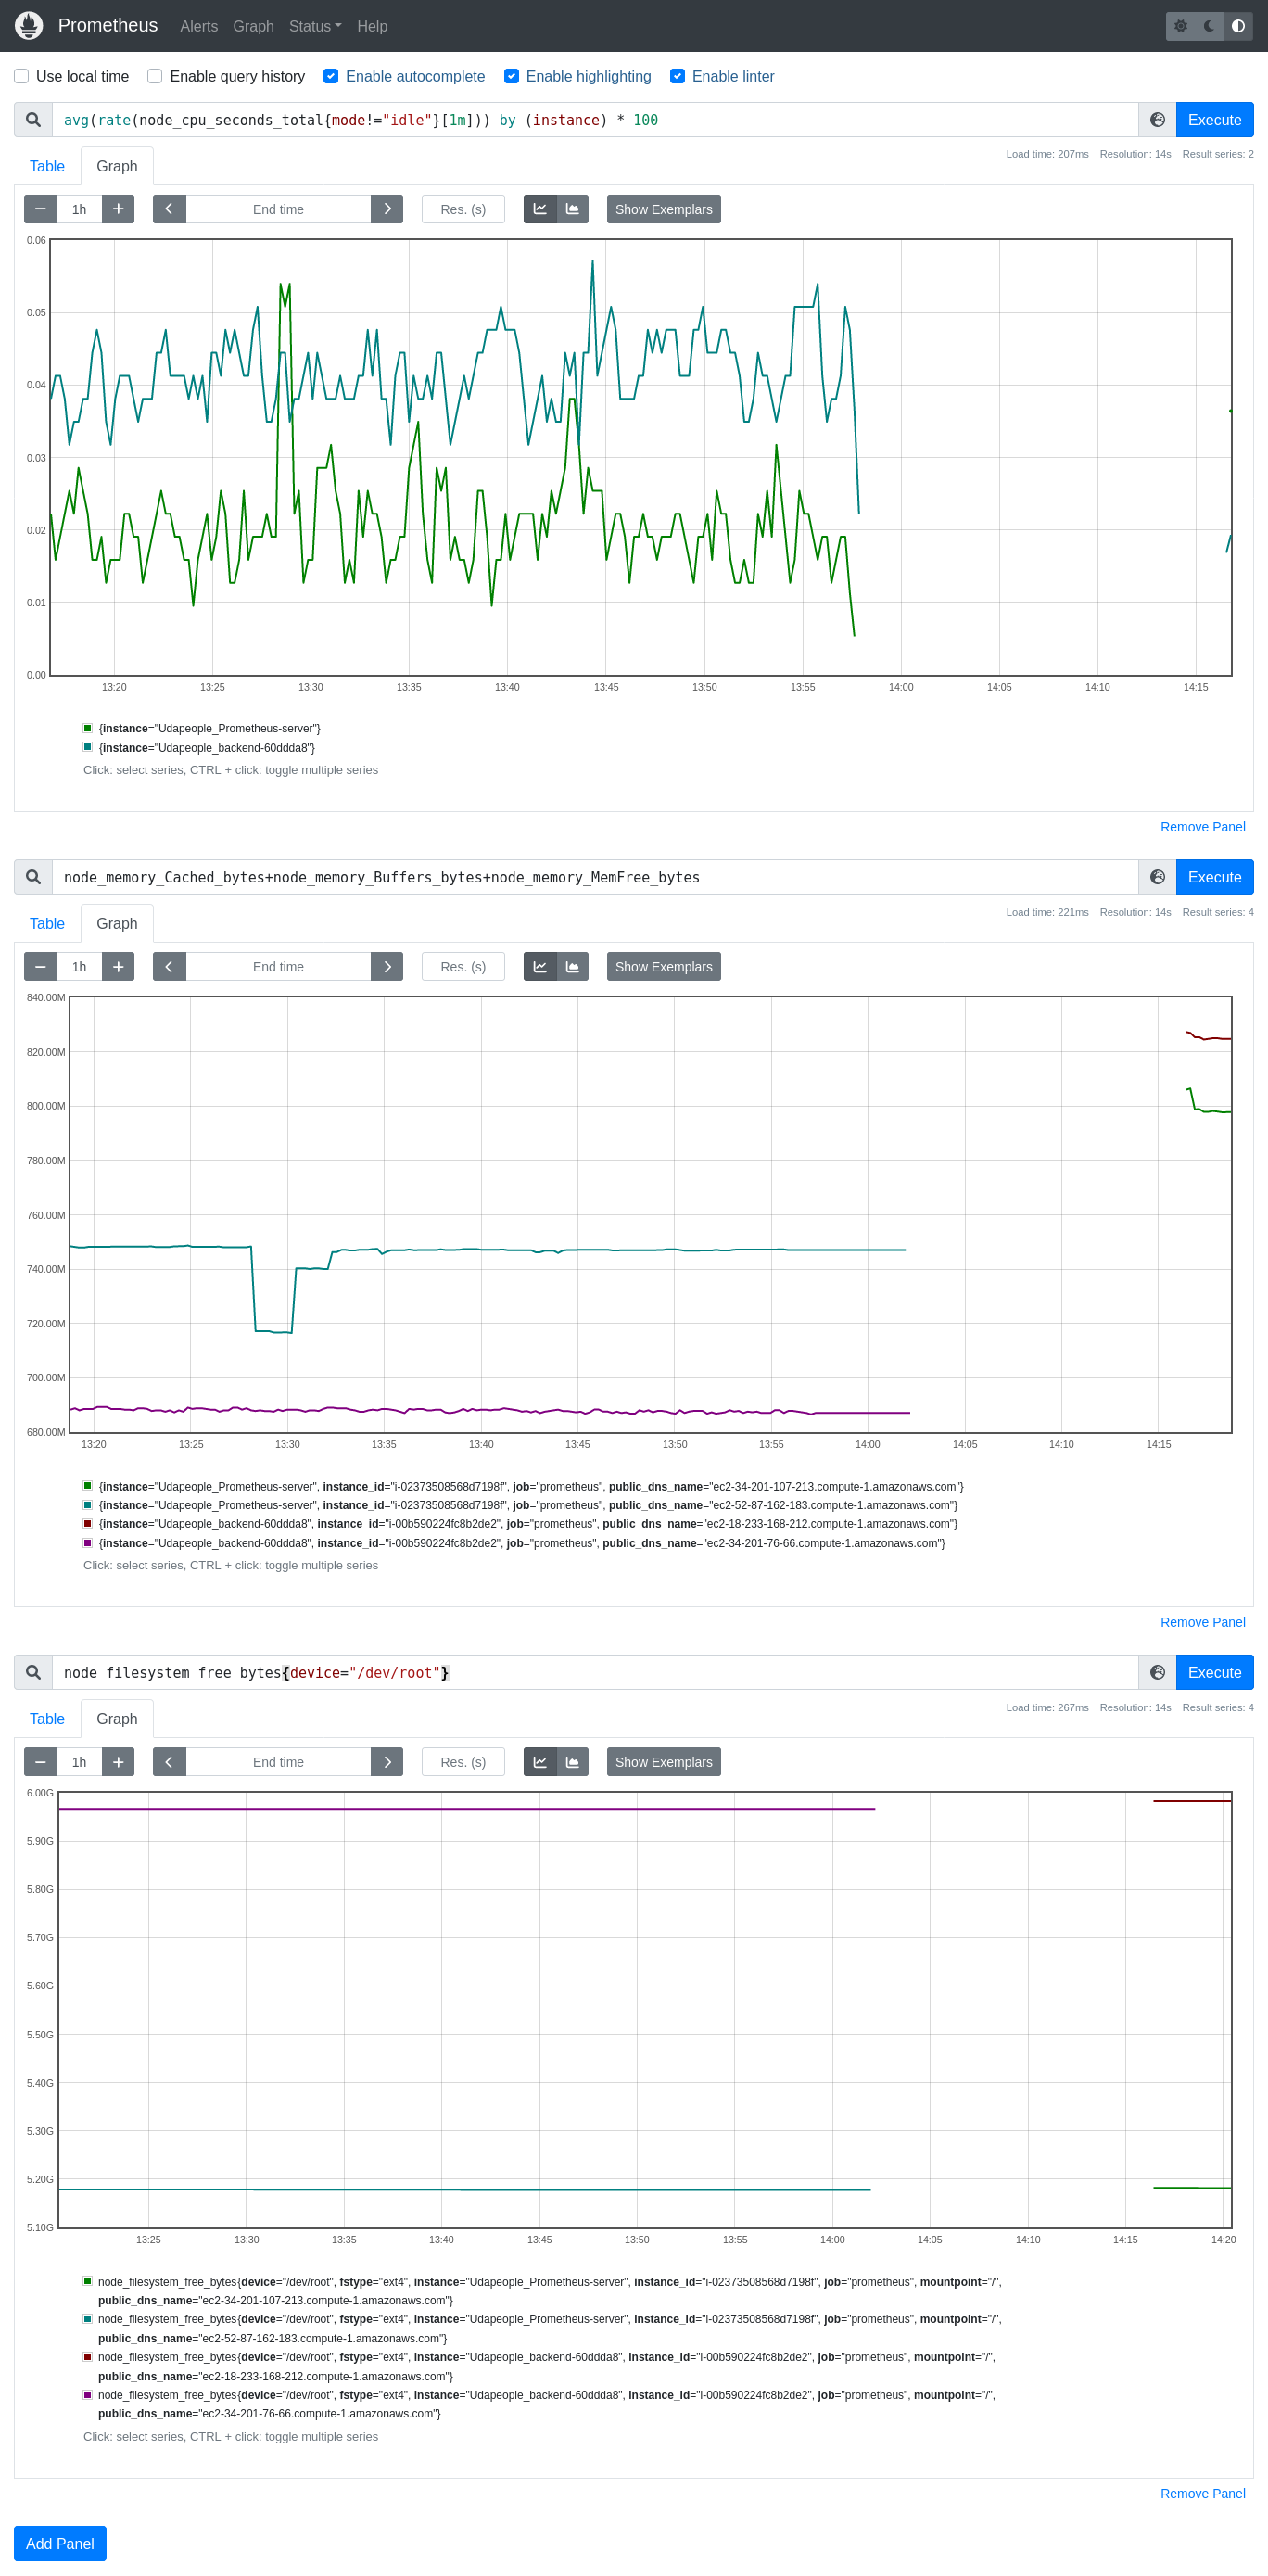 Prometheus Alerts Graph Status Help
Use local time Enable query history Enable autocomplete Enable highlighting Enable linter
avg(rate(node_cpu_seconds_total{mode!="idle"}[1m])) by (instance) * 100 Execute
Table Graph Load time: 207ms Resolution: 14s Result series: 2
1h End time Res. (s) Show Exemplars
0.06
0.05
0.04
0.03
0.02
0.01
0.00
13:20 13:25 13:30 13:35 13:40 13:45 13:50 13:55 14:00 14:05 14:10 14:15
{instance="Udapeople_Prometheus-server"}
{instance="Udapeople_backend-60ddda8"}
Click: select series, CTRL + click: toggle multiple series
Remove Panel
node_memory_Cached_bytes+node_memory_Buffers_bytes+node_memory_MemFree_bytes Execute
Table Graph Load time: 221ms Resolution: 14s Result series: 4
1h End time Res. (s) Show Exemplars
840.00M
820.00M
800.00M
780.00M
760.00M
740.00M
720.00M
700.00M
680.00M
13:20 13:25 13:30 13:35 13:40 13:45 13:50 13:55 14:00 14:05 14:10 14:15
{instance="Udapeople_Prometheus-server", instance_id="i-02373508568d7198f", job="prometheus", public_dns_name="ec2-34-201-107-213.compute-1.amazonaws.com"}
{instance="Udapeople_Prometheus-server", instance_id="i-02373508568d7198f", job="prometheus", public_dns_name="ec2-52-87-162-183.compute-1.amazonaws.com"}
{instance="Udapeople_backend-60ddda8", instance_id="i-00b590224fc8b2de2", job="prometheus", public_dns_name="ec2-18-233-168-212.compute-1.amazonaws.com"}
{instance="Udapeople_backend-60ddda8", instance_id="i-00b590224fc8b2de2", job="prometheus", public_dns_name="ec2-34-201-76-66.compute-1.amazonaws.com"}
Click: select series, CTRL + click: toggle multiple series
Remove Panel
node_filesystem_free_bytes{device="/dev/root"} Execute
Table Graph Load time: 267ms Resolution: 14s Result series: 4
1h End time Res. (s) Show Exemplars
6.00G
5.90G
5.80G
5.70G
5.60G
5.50G
5.40G
5.30G
5.20G
5.10G
13:25 13:30 13:35 13:40 13:45 13:50 13:55 14:00 14:05 14:10 14:15 14:20
node_filesystem_free_bytes{device="/dev/root", fstype="ext4", instance="Udapeople_Prometheus-server", instance_id="i-02373508568d7198f", job="prometheus", mountpoint="/",
public_dns_name="ec2-34-201-107-213.compute-1.amazonaws.com"}
node_filesystem_free_bytes{device="/dev/root", fstype="ext4", instance="Udapeople_Prometheus-server", instance_id="i-02373508568d7198f", job="prometheus", mountpoint="/",
public_dns_name="ec2-52-87-162-183.compute-1.amazonaws.com"}
node_filesystem_free_bytes{device="/dev/root", fstype="ext4", instance="Udapeople_backend-60ddda8", instance_id="i-00b590224fc8b2de2", job="prometheus", mountpoint="/",
public_dns_name="ec2-18-233-168-212.compute-1.amazonaws.com"}
node_filesystem_free_bytes{device="/dev/root", fstype="ext4", instance="Udapeople_backend-60ddda8", instance_id="i-00b590224fc8b2de2", job="prometheus", mountpoint="/",
public_dns_name="ec2-34-201-76-66.compute-1.amazonaws.com"}
Click: select series, CTRL + click: toggle multiple series
Remove Panel
Add Panel